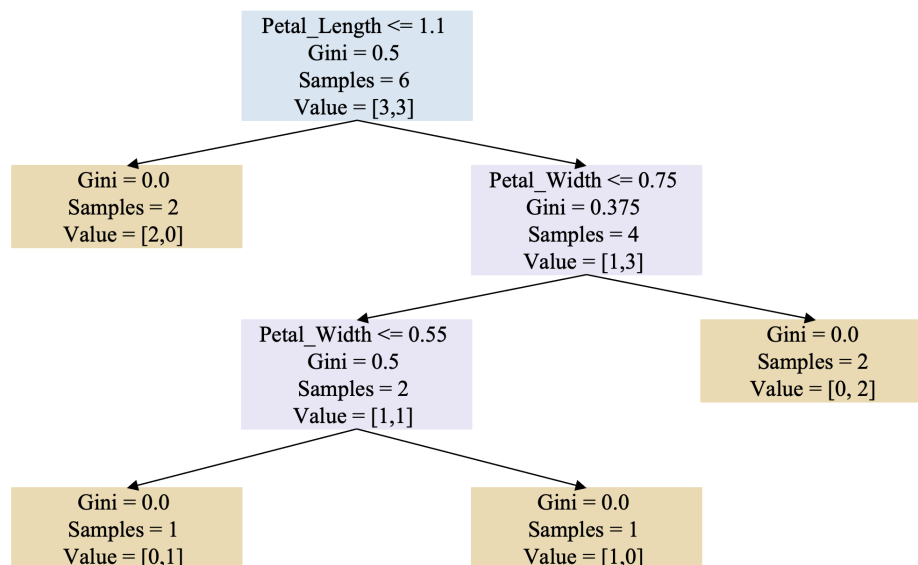 Petal_Length <= 1.1
Gini = 0.5
Samples = 6
Value = [3,3]
Gini = 0.0
Samples = 2
Value = [2,0]
Petal_Width <= 0.75
Gini = 0.375
Samples = 4
Value = [1,3]
Petal_Width <= 0.55
Gini = 0.5
Samples = 2
Value = [1,1]
Gini = 0.0
Samples = 2
Value = [0, 2]
Gini = 0.0
Samples = 1
Value = [0,1]
Gini = 0.0
Samples = 1
Value = [1,0]